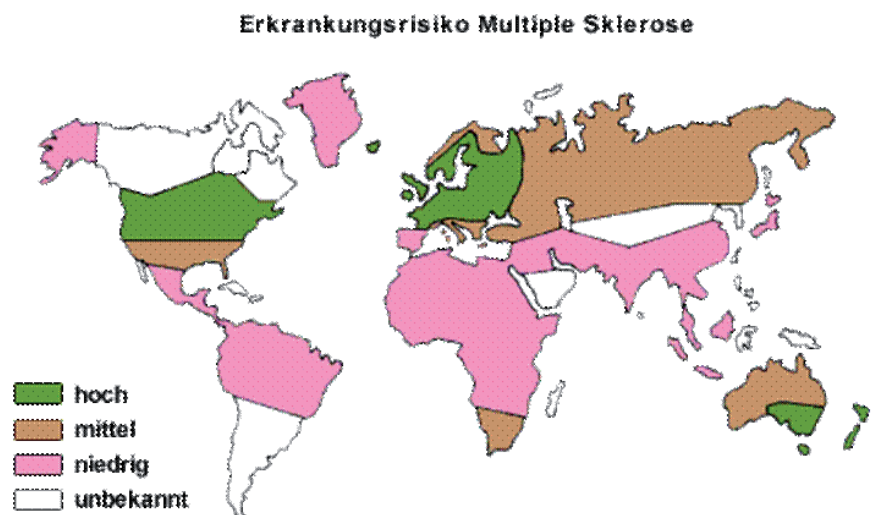 Erkrankungsrisiko Multiple Sklerose
hoch
mittel
niedrig
unbekannt